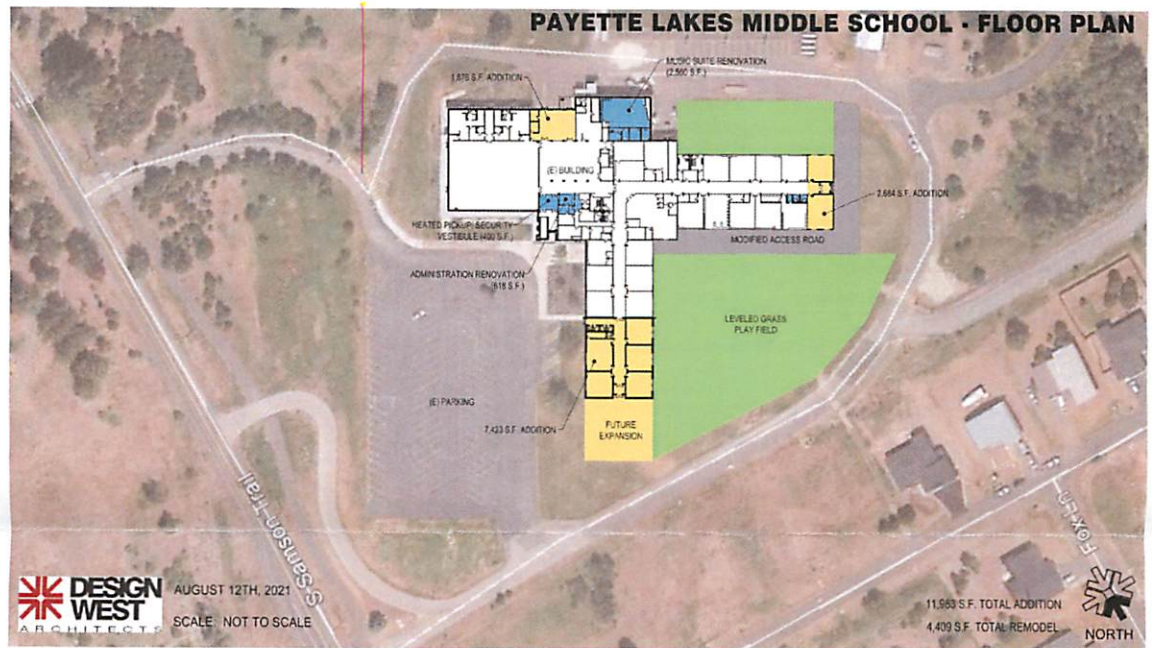 PAYETTE LAKES MIDDLE SCHOOL - FLOOR PLAN
MUSIC SUITE RENOVATION
(2,560 S.F.)
1,876 S.F. ADDITION
(E) BUILDING
2,664 S.F. ADDITION
HEATED PICKUP/ SECURITY
VESTIBULE (400 S.F.)
MODIFIED ACCESS ROAD
ADMINISTRATION RENOVATION
(618 S.F.)
LEVELED GRASS
PLAY FIELD
(E) PARKING
7,423 S.F. ADDITION
FUTURE
EXPANSION
S Samson Trail
Fox Ln
DESIGN
WEST
ARCHITECTS
AUGUST 12TH, 2021
SCALE: NOT TO SCALE
11,963 S.F. TOTAL ADDITION
4,409 S.F. TOTAL REMODEL
NORTH